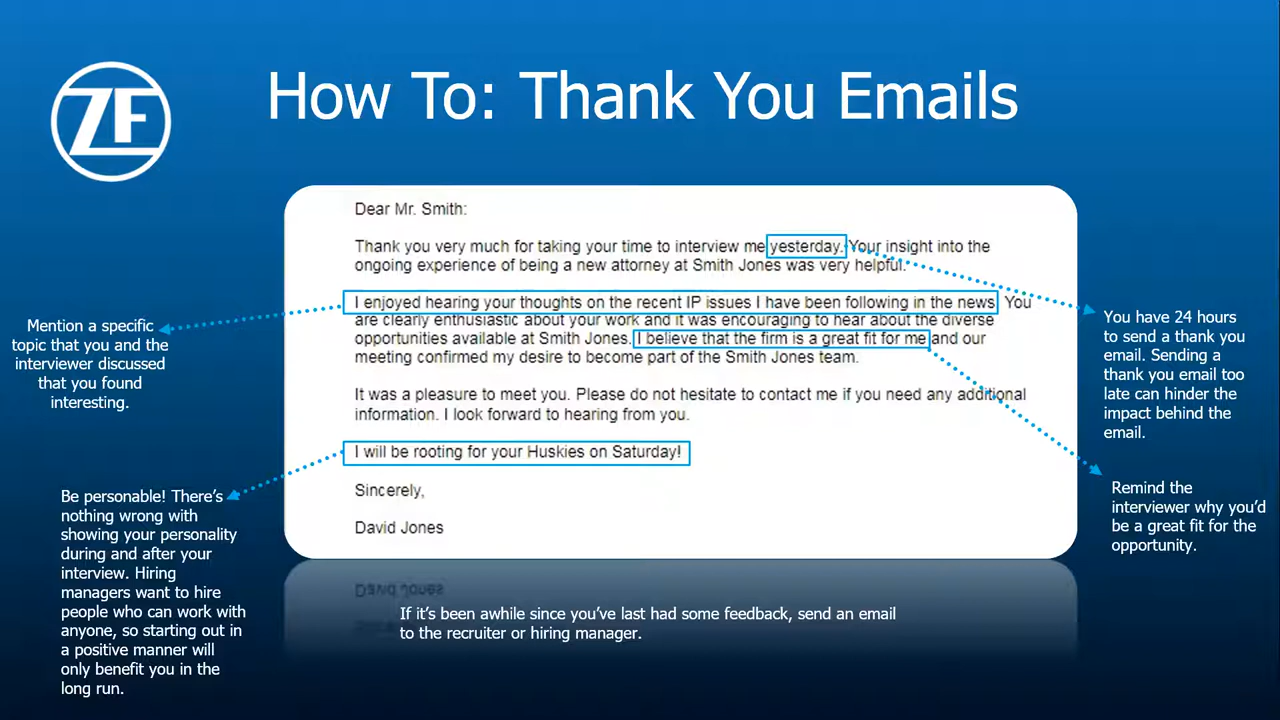 ZF
How To: Thank You Emails
Dear Mr. Smith:
Thank you very much for taking your time to interview me yesterday. Your insight into the
ongoing experience of being a new attorney at Smith Jones was very helpful.
I enjoyed hearing your thoughts on the recent IP issues I have been following in the news. You
are clearly enthusiastic about your work and it was encouraging to hear about the diverse
opportunities available at Smith Jones. I believe that the firm is a great fit for me and our
meeting confirmed my desire to become part of the Smith Jones team.
It was a pleasure to meet you. Please do not hesitate to contact me if you need any additional
information. I look forward to hearing from you.
I will be rooting for your Huskies on Saturday!
Sincerely,
David Jones
Mention a specific
topic that you and the
interviewer discussed
that you found
interesting.
Be personable! There’s
nothing wrong with
showing your personality
during and after your
interview. Hiring
managers want to hire
people who can work with
anyone, so starting out in
a positive manner will
only benefit you in the
long run.
You have 24 hours
to send a thank you
email. Sending a
thank you email too
late can hinder the
impact behind the
email.
Remind the
interviewer why you’d
be a great fit for the
opportunity.
If it’s been awhile since you’ve last had some feedback, send an email
to the recruiter or hiring manager.